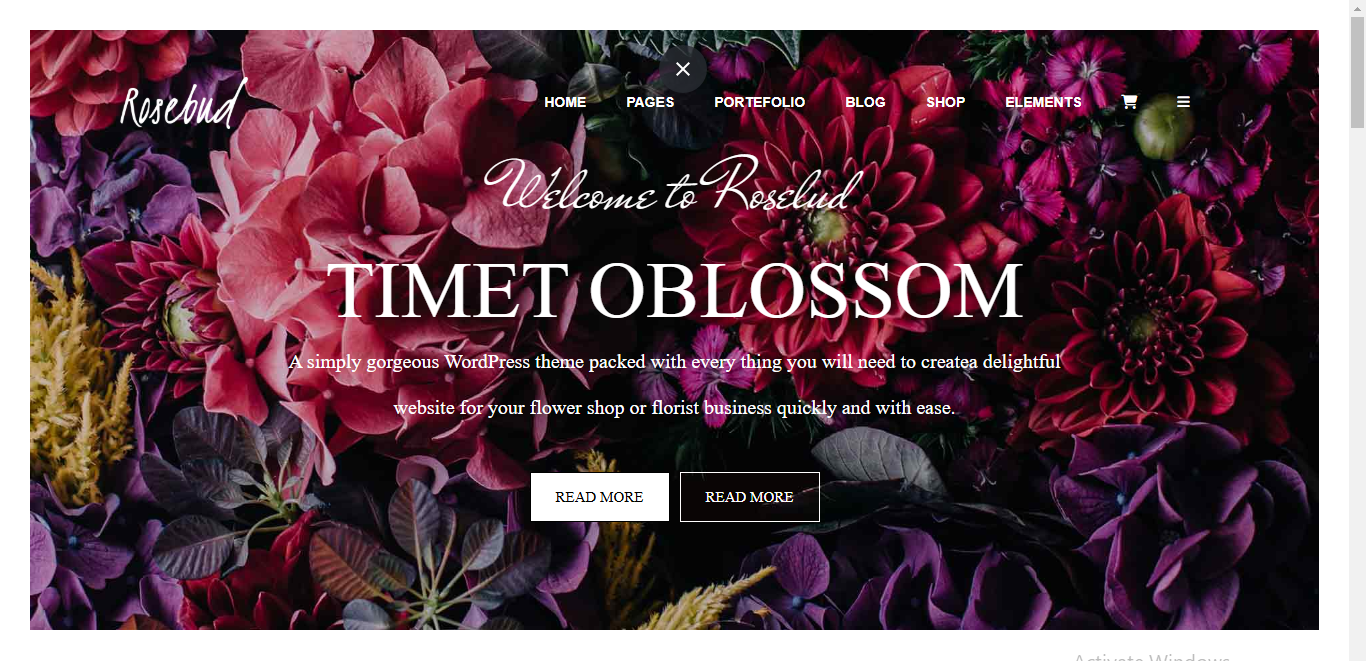 Rosebud
HOME PAGES PORTEFOLIO BLOG SHOP ELEMENTS
Welcome to Roselud
TIMET OBLOSSOM
A simply gorgeous WordPress theme packed with every thing you will need to createa delightful
website for your flower shop or florist business quickly and with ease.
READ MORE READ MORE
Activate Windows